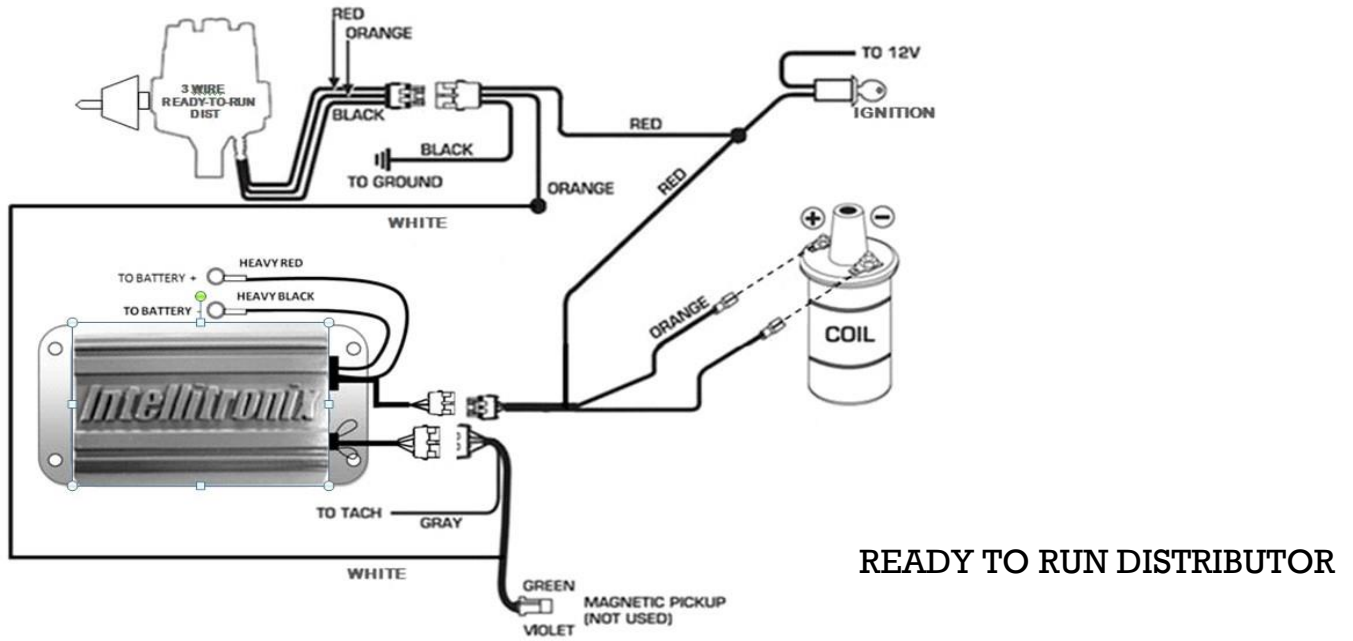 RED
ORANGE
TO 12V
3 WIRE
READY-TO-RUN
DIST
BLACK
IGNITION
RED
BLACK
TO GROUND
ORANGE
RED
WHITE
+
−
HEAVY RED
TO BATTERY +
HEAVY BLACK
TO BATTERY -
ORANGE
COIL
Intellitronix
TO TACH
GRAY
WHITE
GREEN
MAGNETIC PICKUP
(NOT USED)
VIOLET
READY TO RUN DISTRIBUTOR